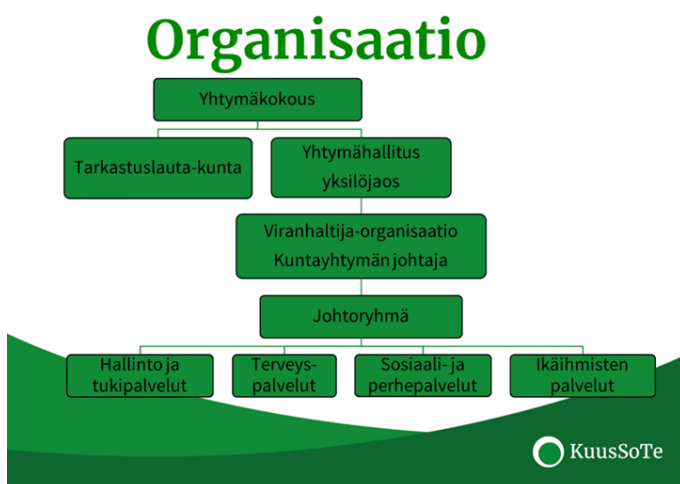 Organisaatio
Yhtymäkokous
Tarkastuslauta-kunta
Yhtymähallitus
yksilöjaos
Viranhaltija-organisaatio
Kuntayhtymän johtaja
Johtoryhmä
Hallinto ja
tukipalvelut
Terveys-
palvelut
Sosiaali- ja
perhepalvelut
Ikäihmisten
palvelut
KuusSoTe